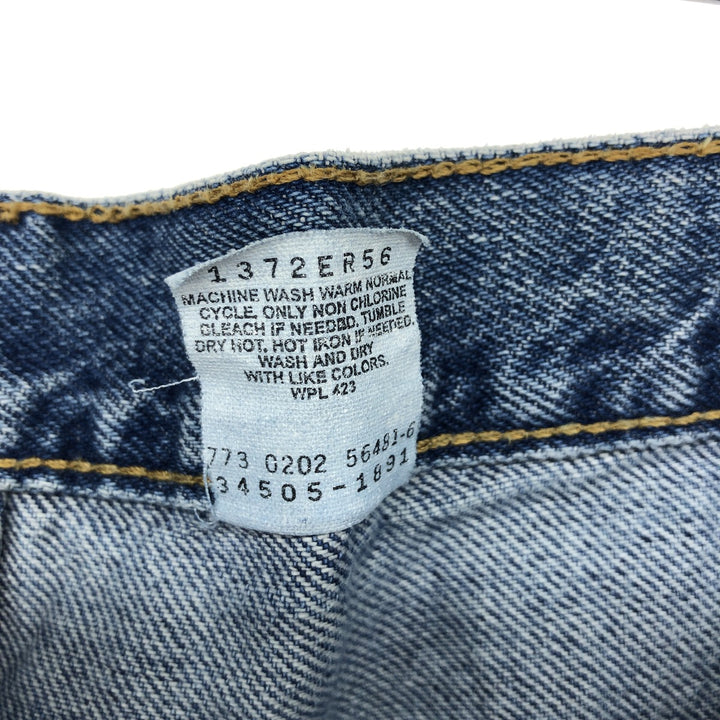 1372ER56
MACHINE WASH WARM NORMAL
CYCLE. ONLY NON CHLORINE
BLEACH IF NEEDED. TUMBLE
DRY HOT. HOT IRON IF NEEDED.
WASH AND DRY
WITH LIKE COLORS.
WPL 423
773 0202 56481-6
34505-1891